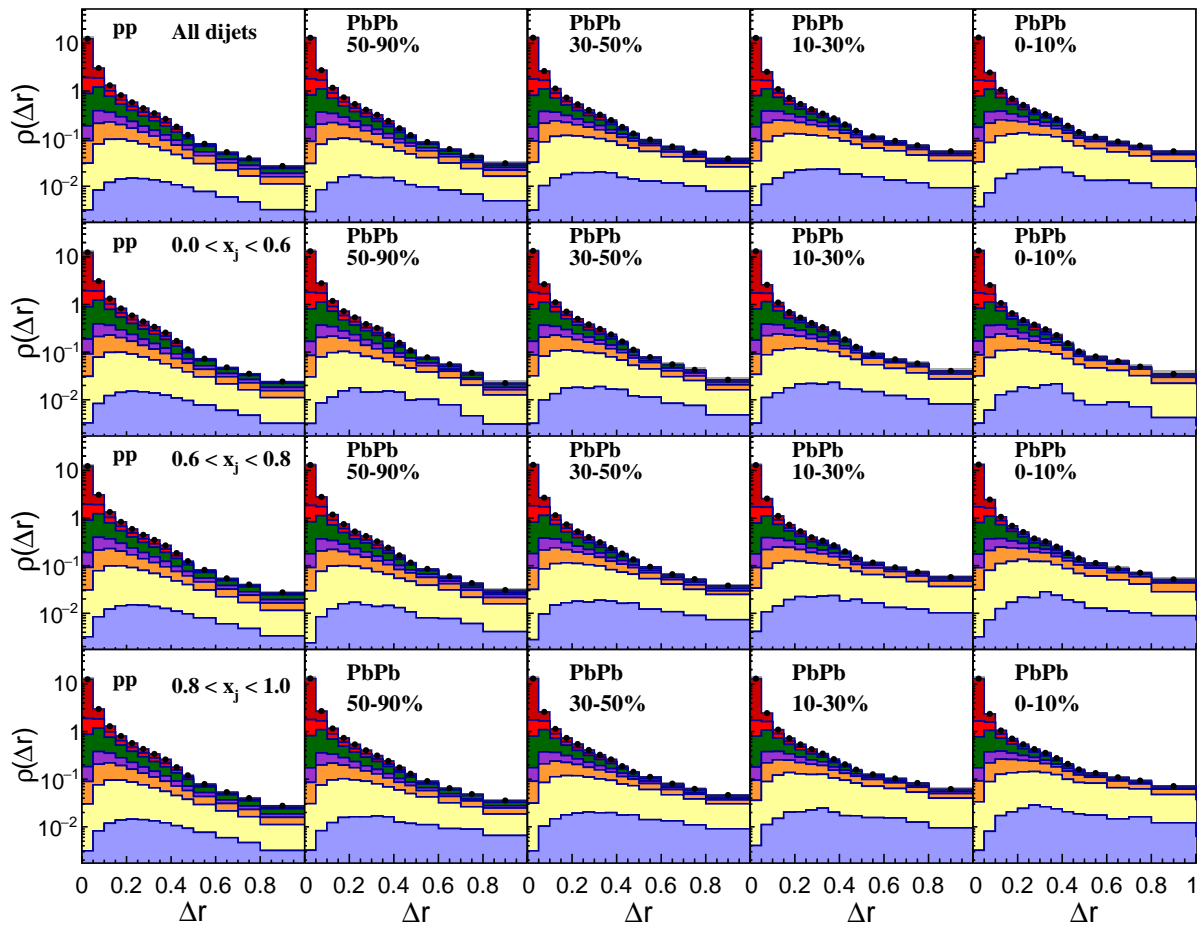 pp All dijets PbPb PbPb PbPb PbPb
50-90% 30-50% 10-30% 0-10%
ρ(Δr)
10
1
10⁻¹
10⁻²
pp 0.0 < x_j < 0.6 PbPb PbPb PbPb PbPb
50-90% 30-50% 10-30% 0-10%
ρ(Δr)
10
1
10⁻¹
10⁻²
pp 0.6 < x_j < 0.8 PbPb PbPb PbPb PbPb
50-90% 30-50% 10-30% 0-10%
ρ(Δr)
10
1
10⁻¹
10⁻²
pp 0.8 < x_j < 1.0 PbPb PbPb PbPb PbPb
50-90% 30-50% 10-30% 0-10%
ρ(Δr)
10
1
10⁻¹
10⁻²
0 0.2 0.4 0.6 0.8 0 0.2 0.4 0.6 0.8 0 0.2 0.4 0.6 0.8 0 0.2 0.4 0.6 0.8 0 0.2 0.4 0.6 0.8 1
Δr Δr Δr Δr Δr